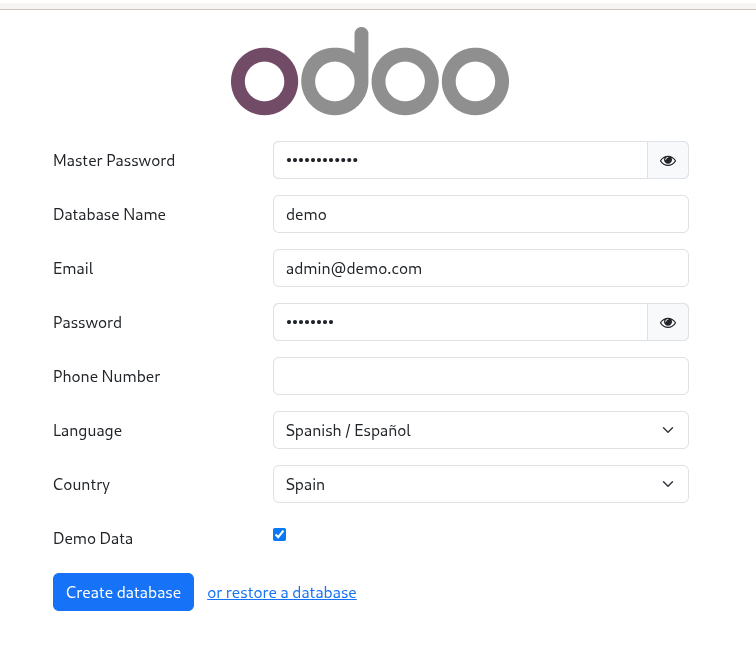 odoo
Master Password ••••••••••••
Database Name demo
Email admin@demo.com
Password ••••••••
Phone Number
Language Spanish / Español
Country Spain
Demo Data
Create database or restore a database